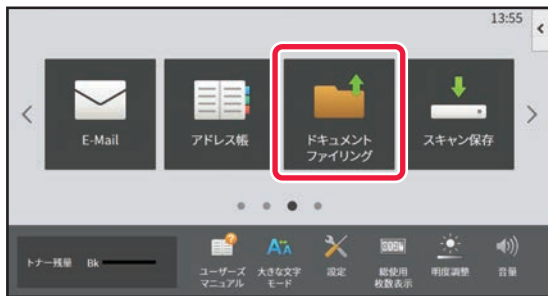 13:55
E-Mail
アドレス帳
ドキュメント
ファイリング
スキャン保存
トナー残量 Bk
ユーザーズ
マニュアル
大きな文字
モード
設定
総使用
枚数表示
明度調整
音量